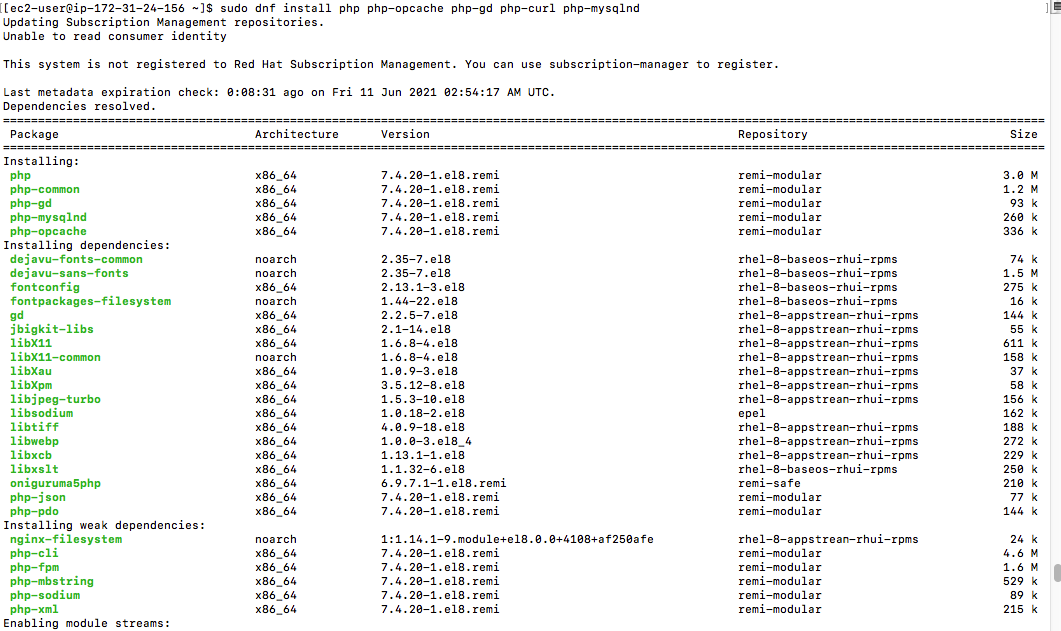 [[ec2-user@ip-172-31-24-156 ~]$ sudo dnf install php php-opcache php-gd php-curl php-mysqlnd ]
Updating Subscription Management repositories.
Unable to read consumer identity
This system is not registered to Red Hat Subscription Management. You can use subscription-manager to register.
Last metadata expiration check: 0:08:31 ago on Fri 11 Jun 2021 02:54:17 AM UTC.
Dependencies resolved.
================================================================================
Package Architecture Version Repository Size
================================================================================
Installing:
php x86_64 7.4.20-1.el8.remi remi-modular 3.0 M
php-common x86_64 7.4.20-1.el8.remi remi-modular 1.2 M
php-gd x86_64 7.4.20-1.el8.remi remi-modular 93 k
php-mysqlnd x86_64 7.4.20-1.el8.remi remi-modular 260 k
php-opcache x86_64 7.4.20-1.el8.remi remi-modular 336 k
Installing dependencies:
dejavu-fonts-common noarch 2.35-7.el8 rhel-8-baseos-rhui-rpms 74 k
dejavu-sans-fonts noarch 2.35-7.el8 rhel-8-baseos-rhui-rpms 1.5 M
fontconfig x86_64 2.13.1-3.el8 rhel-8-baseos-rhui-rpms 275 k
fontpackages-filesystem noarch 1.44-22.el8 rhel-8-baseos-rhui-rpms 16 k
gd x86_64 2.2.5-7.el8 rhel-8-appstrean-rhui-rpms 144 k
jbigkit-libs x86_64 2.1-14.el8 rhel-8-appstrean-rhui-rpms 55 k
libX11 x86_64 1.6.8-4.el8 rhel-8-appstrean-rhui-rpms 611 k
libX11-common noarch 1.6.8-4.el8 rhel-8-appstrean-rhui-rpms 158 k
libXau x86_64 1.0.9-3.el8 rhel-8-appstrean-rhui-rpms 37 k
libXpm x86_64 3.5.12-8.el8 rhel-8-appstrean-rhui-rpms 58 k
libjpeg-turbo x86_64 1.5.3-10.el8 rhel-8-appstrean-rhui-rpms 156 k
libsodium x86_64 1.0.18-2.el8 epel 162 k
libtiff x86_64 4.0.9-18.el8 rhel-8-appstrean-rhui-rpms 188 k
libwebp x86_64 1.0.0-3.el8_4 rhel-8-appstrean-rhui-rpms 272 k
libxcb x86_64 1.13.1-1.el8 rhel-8-appstrean-rhui-rpms 229 k
libxslt x86_64 1.1.32-6.el8 rhel-8-baseos-rhui-rpms 250 k
oniguruma5php x86_64 6.9.7.1-1.el8.remi remi-safe 210 k
php-json x86_64 7.4.20-1.el8.remi remi-modular 77 k
php-pdo x86_64 7.4.20-1.el8.remi remi-modular 144 k
Installing weak dependencies:
nginx-filesystem noarch 1:1.14.1-9.module+el8.0.0+4108+af250afe rhel-8-appstrean-rhui-rpms 24 k
php-cli x86_64 7.4.20-1.el8.remi remi-modular 4.6 M
php-fpm x86_64 7.4.20-1.el8.remi remi-modular 1.6 M
php-mbstring x86_64 7.4.20-1.el8.remi remi-modular 529 k
php-sodium x86_64 7.4.20-1.el8.remi remi-modular 89 k
php-xml x86_64 7.4.20-1.el8.remi remi-modular 215 k
Enabling module streams: